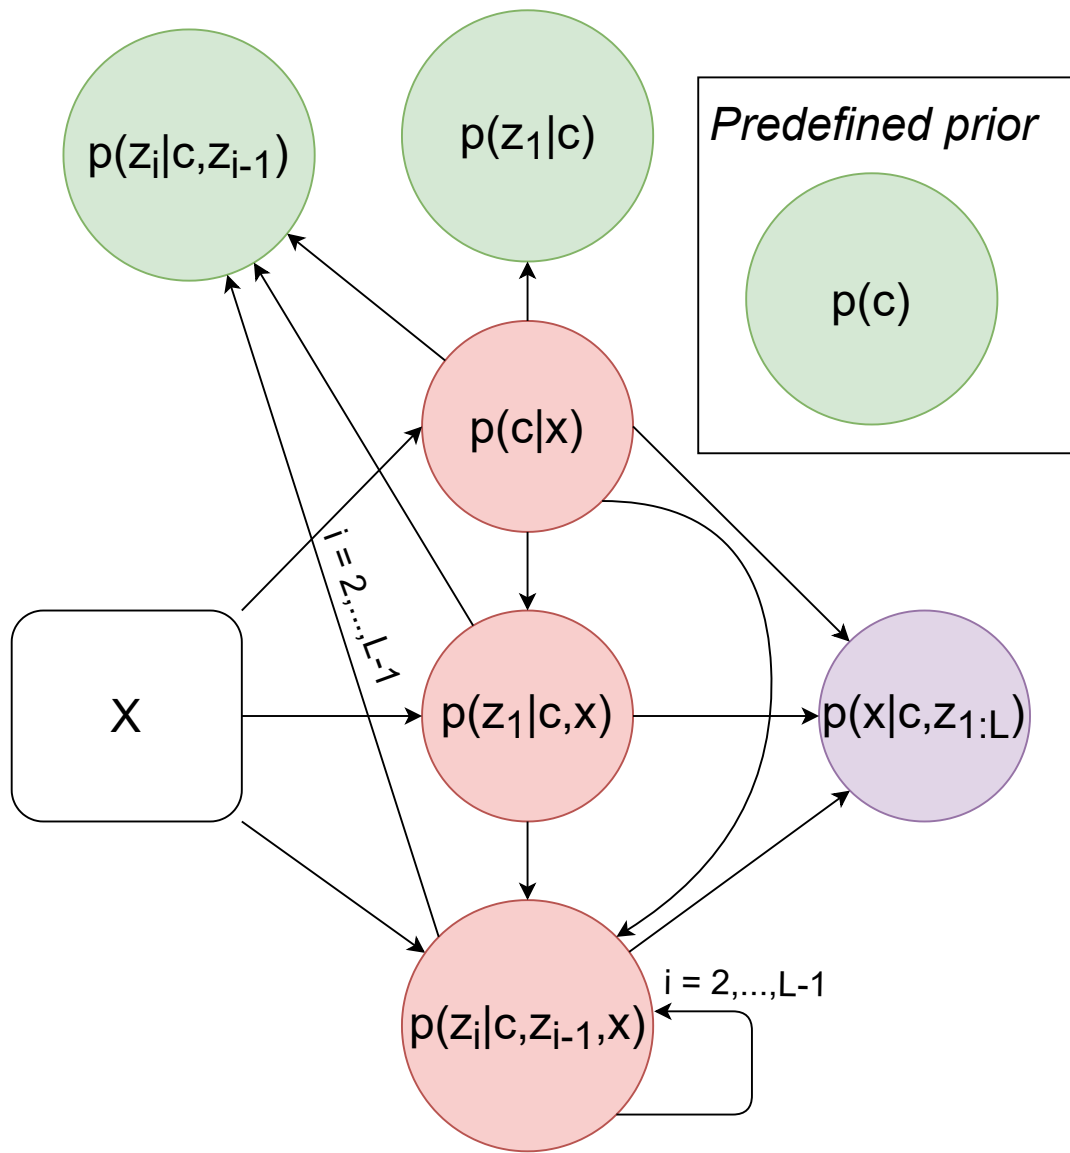 p(z₁|c)
Predefined prior
p(zᵢ|c,zᵢ₋₁)
p(c)
p(c|x)
i = 2,...,L-1
X
p(z₁|c,x)
p(x|c,z₁:L)
i = 2,...,L-1
p(zᵢ|c,zᵢ₋₁,x)